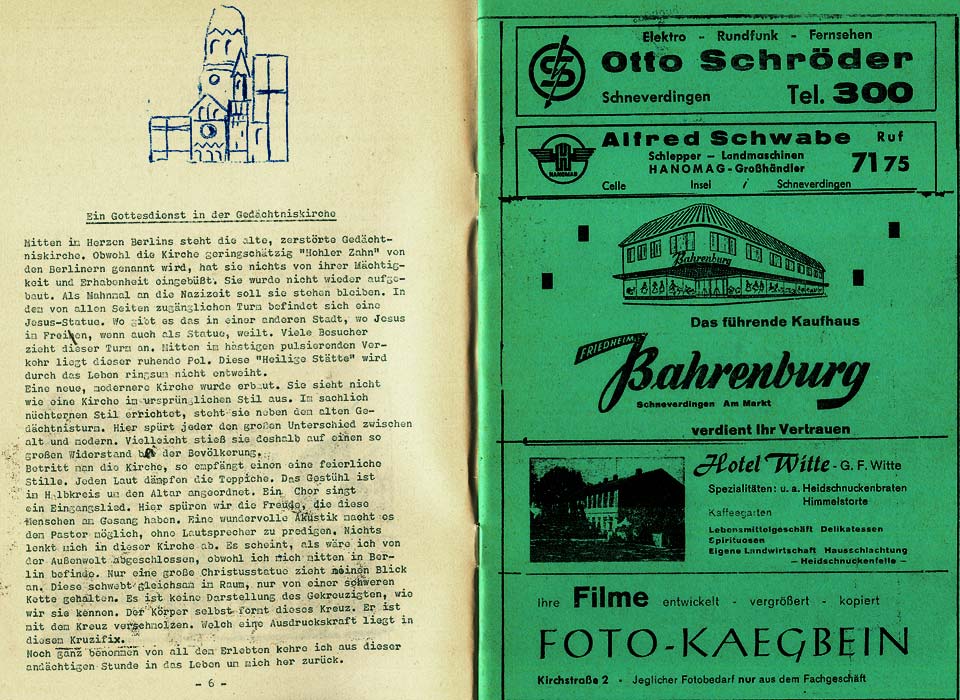 Ein Gottesdienst in der Gedächtniskirche
Mitten im Herzen Berlins steht die alte, zerstörte Gedächt-
niskirche. Obwohl die Kirche geringschätzig "Hohler Zahn" von
den Berlinern genannt wird, hat sie nichts von ihrer Mächtig-
keit und Erhabenheit eingebüßt. Sie wurde nicht wieder aufge-
baut. Als Mahnmal an die Nazizeit soll sie stehen bleiben. In
dem von allen Seiten zugänglichen Turm befindet sich eine
Jesus-Statue. Wo gibt es das in einer anderen Stadt, wo Jesus
im Freien, wenn auch als Statue, weilt. Viele Besucher
zieht dieser Turm an. Mitten im hastigen pulsierenden Ver-
kehr liegt dieser ruhende Pol. Diese "Heilige Stätte" wird
durch das Leben ringsum nicht entweiht.
Eine neue, modernere Kirche wurde erbaut. Sie sieht nicht
wie eine Kirche im ursprünglichen Stil aus. Im sachlich
nüchternen Stil errichtet, steht sie neben dem alten Ge-
dächtnisturm. Hier spürt jeder den großen Unterschied zwischen
alt und modern. Vielleicht stieß sie deshalb auf einen so
großen Widerstand bei der Bevölkerung.
Betritt man die Kirche, so empfängt einen eine feierliche
Stille. Jeden Laut dämpfen die Teppiche. Das Gestühl ist
im Halbkreis um den Altar angeordnet. Ein Chor singt
ein Eingangslied. Hier spüren wir die Freude, die diese
Menschen am Gesang haben. Eine wundervolle Akustik macht es
dem Pastor möglich, ohne Lautsprecher zu predigen. Nichts
lenkt mich in dieser Kirche ab. Es scheint, als wäre ich von
der Außenwelt abgeschlossen, obwohl ich mich mitten in Ber-
lin befinde. Nur eine große Christusstatue zieht meinen Blick
an. Diese schwebt gleichsam im Raum, nur von einer schweren
Kette gehalten. Es ist keine Darstellung des Gekreuzigten, wie
wir sie kennen. Der Körper selbst formt dieses Kreuz. Er ist
mit dem Kreuz verschmolzen. Welch eine Ausdruckskraft liegt in
diesem Kruzifix.
Noch ganz benommen von all dem Erlebten kehre ich aus dieser
andächtigen Stunde in das Leben um mich her zurück.
- 6 -
Elektro - Rundfunk - Fernsehen
Otto Schröder
Schneverdingen Tel. 300
Alfred Schwabe Ruf
Schlepper – Landmaschinen 71 75
HANOMAG - Großhändler
HANOMAG
Celle Insel Schneverdingen
Bahrenburg
Das führende Kaufhaus
FRIEDHELM
Bahrenburg
Schneverdingen Am Markt
verdient Ihr Vertrauen
Hotel Witte - G. F. Witte
Spezialitäten: u. a. Heidschnuckenbraten
Himmelstorte
Kaffeegarten
Lebensmittelgeschäft Delikatessen
Spirituosen
Eigene Landwirtschaft Hausschlachtung
– Heidschnuckenfelle –
Ihre Filme entwickelt vergrößert - kopiert
FOTO-KAEGBEIN
Kirchstraße 2 - Jeglicher Fotobedarf nur aus dem Fachgeschäft